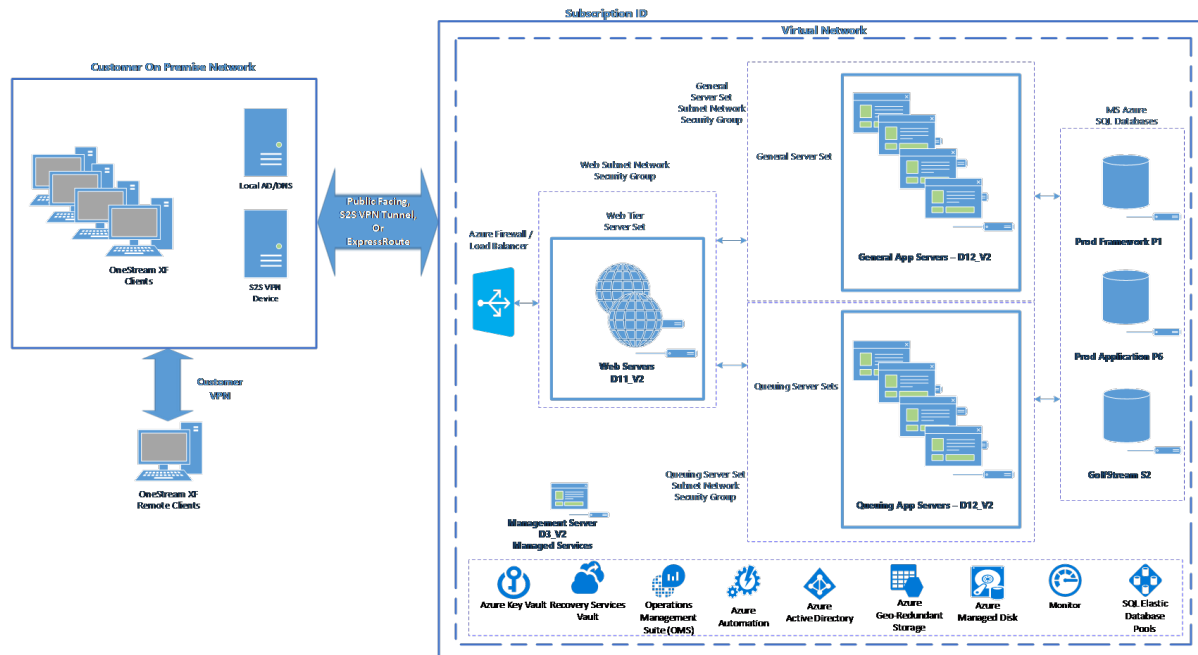 Subscription ID
Virtual Network
Customer On Premise Network
Local AD/DNS
OneStream XF
Clients
S2S VPN
Device
Public Facing,
S2S VPN Tunnel,
Or
ExpressRoute
Customer
VPN
OneStream XF
Remote Clients
Azure Firewall /
Load Balancer
Web Subnet Network
Security Group
Web Tier
Server Set
Web Servers
D11_V2
General
Server Set
Subnet Network
Security Group
General Server Set
General App Servers – D12_V2
Queuing Server Sets
Queuing Server Set
Subnet Network
Security Group
Queuing App Servers – D12_V2
MS Azure
SQL Databases
Prod Framework P1
Prod Application P6
GolfStream S2
Management Server
D3_V2
Managed Services
Azure Key Vault
Recovery Services
Vault
Operations
Management
Suite (OMS)
Azure
Automation
Azure
Active Directory
Azure
Geo-Redundant
Storage
Azure
Managed Disk
Monitor
SQL Elastic
Database
Pools